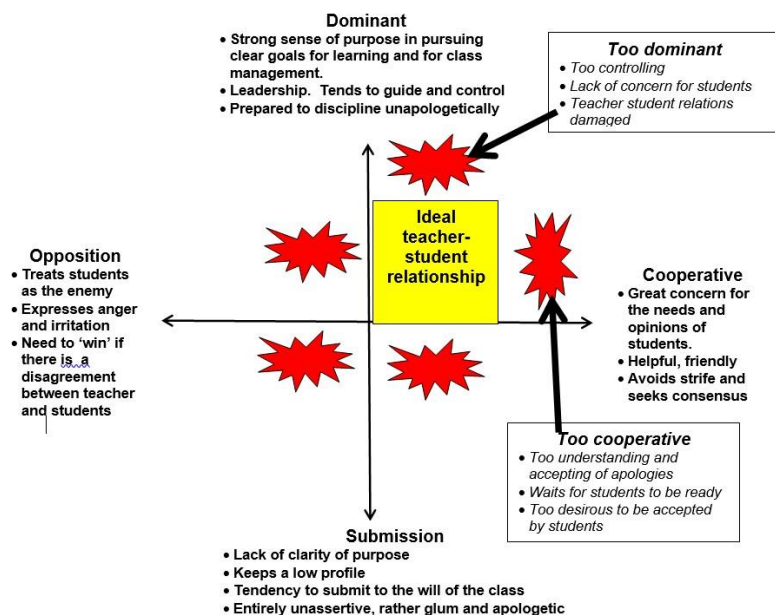 Dominant
• Strong sense of purpose in pursuing
clear goals for learning and for class
management.
• Leadership.  Tends to guide and control
• Prepared to discipline unapologetically
Too dominant
• Too controlling
• Lack of concern for students
• Teacher student relations
damaged
Ideal
teacher-
student
relationship
Opposition
• Treats students
as the enemy
• Expresses anger
and irritation
• Need to ‘win’ if
there is  a
disagreement
between teacher
and students
Cooperative
• Great concern for
the needs and
opinions of
students.
• Helpful, friendly
• Avoids strife and
seeks consensus
Too cooperative
• Too understanding and
accepting of apologies
• Waits for students to be ready
• Too desirous to be accepted
by students
Submission
• Lack of clarity of purpose
• Keeps a low profile
• Tendency to submit to the will of the class
• Entirely unassertive, rather glum and apologetic